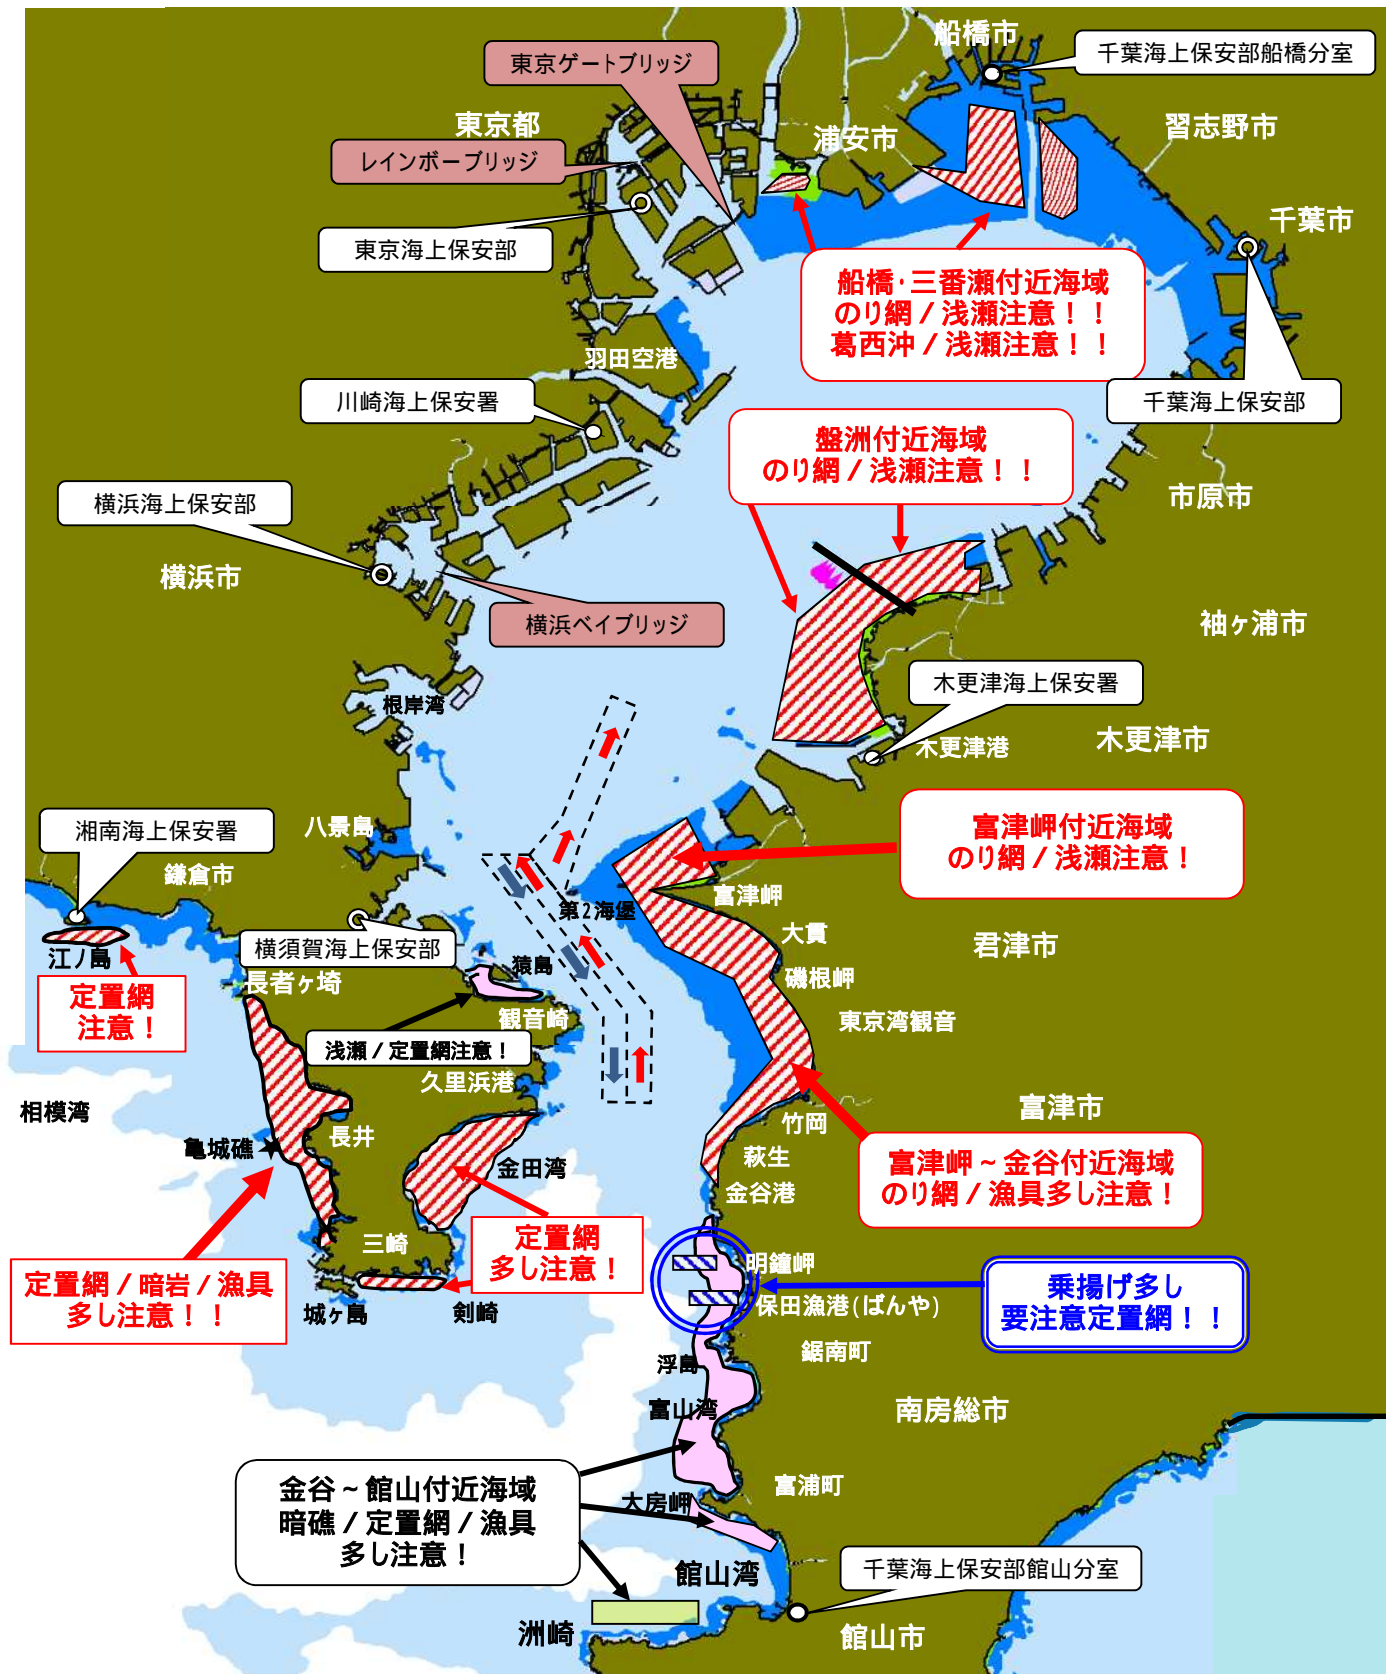 船橋市
千葉海上保安部船橋分室
東京ゲートブリッジ
東京都
浦安市
習志野市
レインボーブリッジ
千葉市
東京海上保安部
船橋・三番瀬付近海域
のり網/浅瀬注意!!
葛西沖/浅瀬注意!!
羽田空港
川崎海上保安署
千葉海上保安部
盤洲付近海域
のり網/浅瀬注意!!
横浜海上保安部
市原市
横浜市
横浜ベイブリッジ
袖ヶ浦市
木更津海上保安署
根岸湾
木更津港
木更津市
湘南海上保安署
八景島
富津岬付近海域
のり網/浅瀬注意!
鎌倉市
富津岬
第2海堡
大貫
君津市
横須賀海上保安部
江ノ島
猿島
磯根岬
長者ヶ埼
定置網
注意!
観音崎
東京湾観音
浅瀬/定置網注意!
久里浜港
相模湾
富津市
長井
竹岡
亀城礁
金田湾
萩生
富津岬~金谷付近海域
のり網/漁具多し注意!
金谷港
三崎
定置網
多し注意!
明鐘岬
定置網/暗岩/漁具
多し注意!!
乗揚げ多し
要注意定置網!!
城ヶ島
剣崎
保田漁港(ばんや)
鋸南町
浮島
富山湾
南房総市
金谷~館山付近海域
暗礁/定置網/漁具
多し注意!
富浦町
大房岬
館山湾
千葉海上保安部館山分室
洲崎
館山市